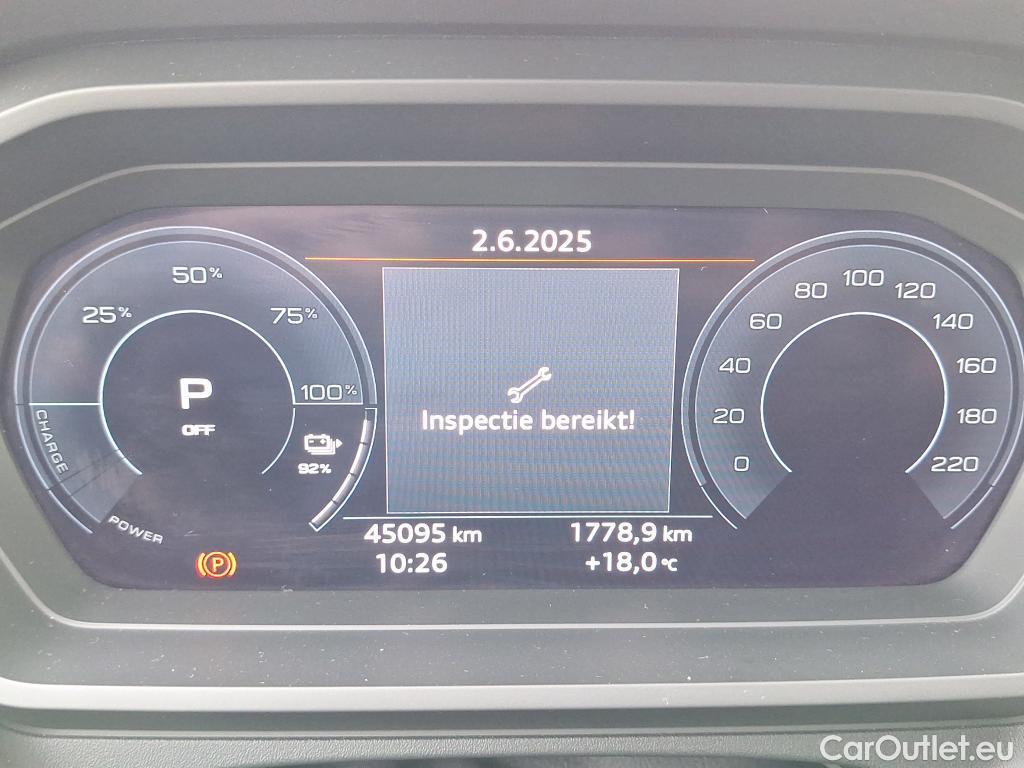 2.6.2025
25%
50%
75%
100%
P
OFF
92%
CHARGE
POWER
Inspectie bereikt!
45095 km
1778,9 km
10:26
+18,0 °C
(P)
0
20
40
60
80
100
120
140
160
180
220
CarOutlet.eu